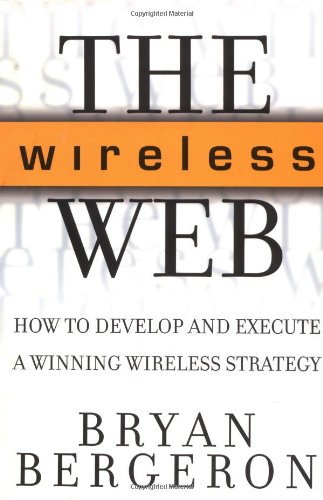 THE
wireless
WEB
HOW TO DEVELOP AND EXECUTE
A WINNING WIRELESS STRATEGY
BRYAN
BERGERON